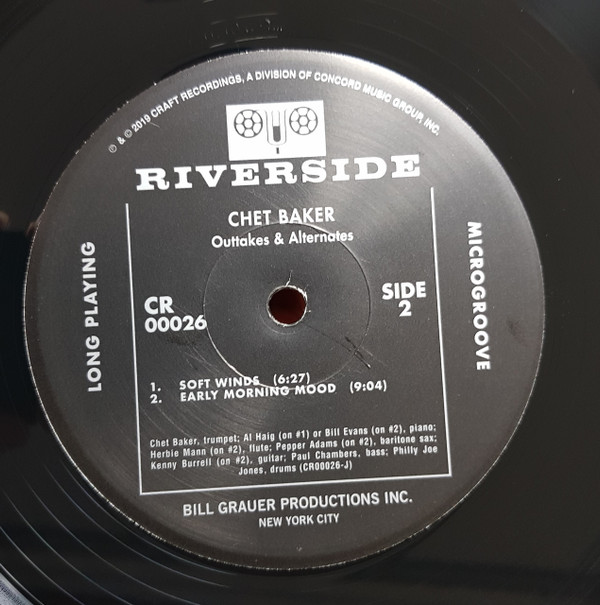 ℗ & © 2019 CRAFT RECORDINGS, A DIVISION OF CONCORD MUSIC GROUP, INC.
RIVERSIDE
CHET BAKER
Outtakes & Alternates
LONG PLAYING
MICROGROOVE
CR
00026
SIDE
2
1. SOFT WINDS (6:27)
2. EARLY MORNING MOOD (9:04)
Chet Baker, trumpet; Al Haig (on #1) or Bill Evans (on #2), piano;
Herbie Mann (on #2), flute; Pepper Adams (on #2), baritone sax;
Kenny Burrell (on #2), guitar; Paul Chambers, bass; Philly Joe
Jones, drums (CR00026-J)
BILL GRAUER PRODUCTIONS INC.
NEW YORK CITY